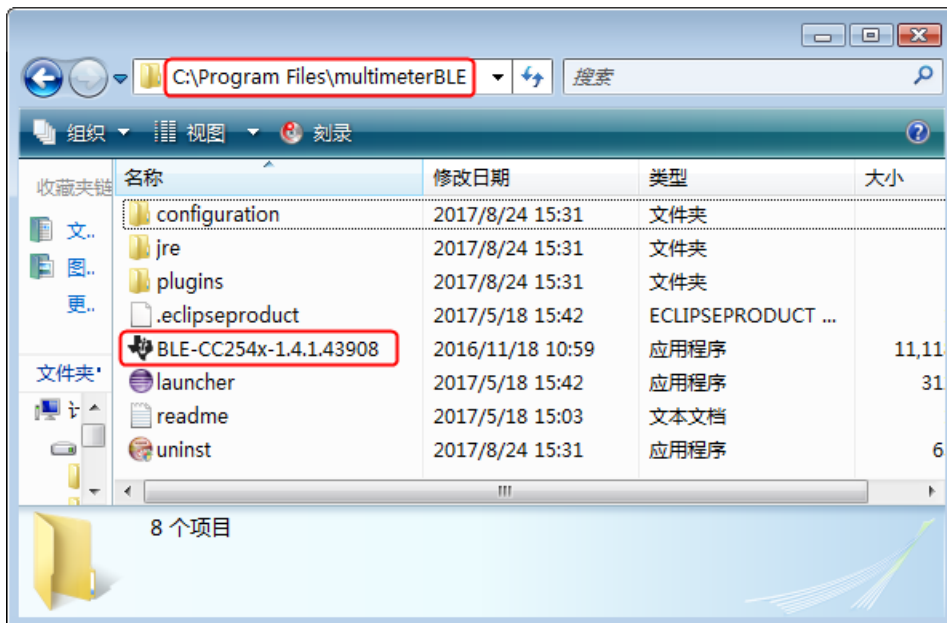 C:\Program Files\multimeterBLE 搜索
组织 视图 刻录
收藏夹链 名称 修改日期 类型 大小
configuration 2017/8/24 15:31 文件夹
文.. jre 2017/8/24 15:31 文件夹
图.. plugins 2017/8/24 15:31 文件夹
更.. .eclipseproduct 2017/5/18 15:42 ECLIPSEPRODUCT ...
BLE-CC254x-1.4.1.43908 2016/11/18 10:59 应用程序 11,11
文件夹 launcher 2017/5/18 15:42 应用程序 31
readme 2017/5/18 15:03 文本文档
uninst 2017/8/24 15:31 应用程序 6
8 个项目